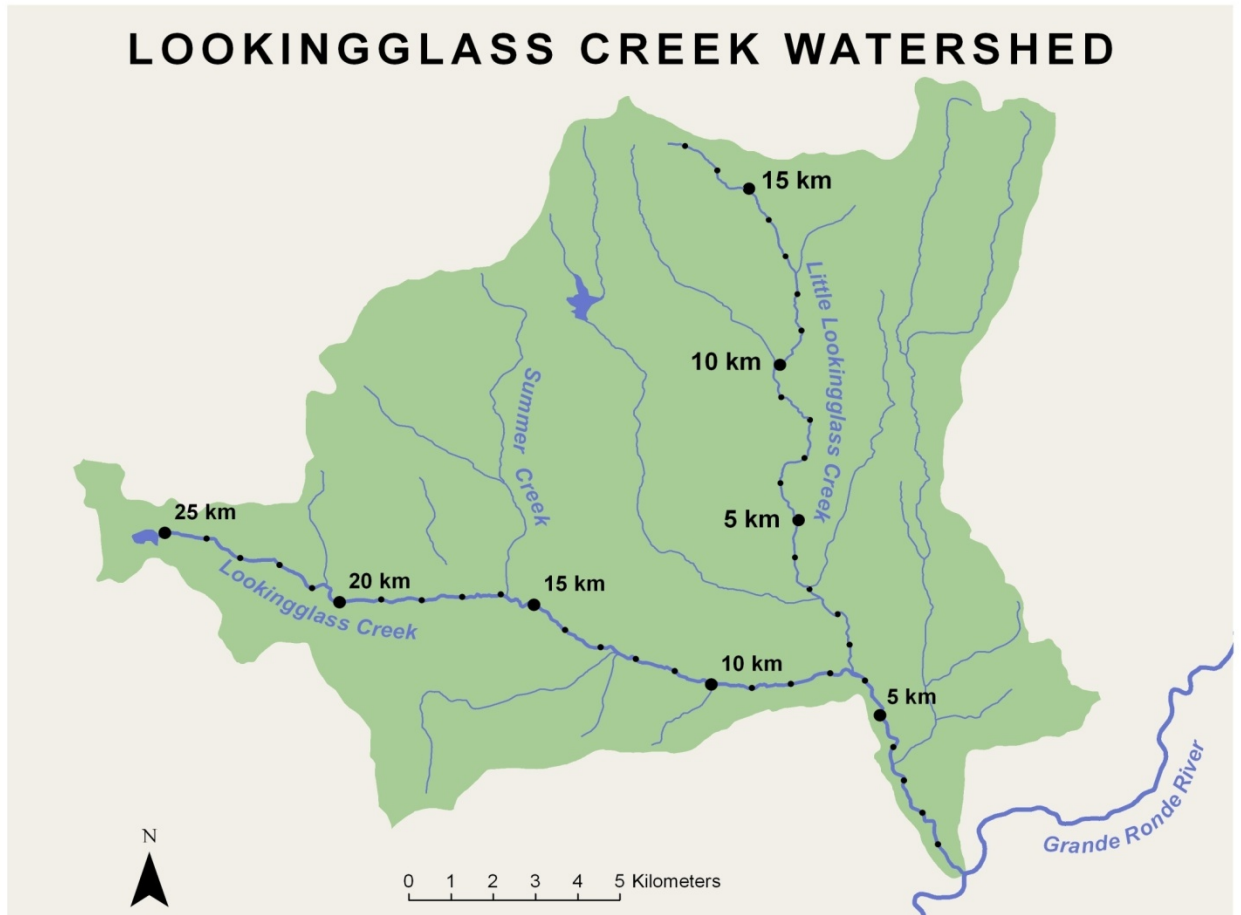 LOOKINGGLASS CREEK WATERSHED
15 km
Little Lookingglass Creek
10 km
Summer Creek
5 km
25 km
20 km
15 km
Lookingglass Creek
10 km
5 km
Grande Ronde River
N
0 1 2 3 4 5 Kilometers